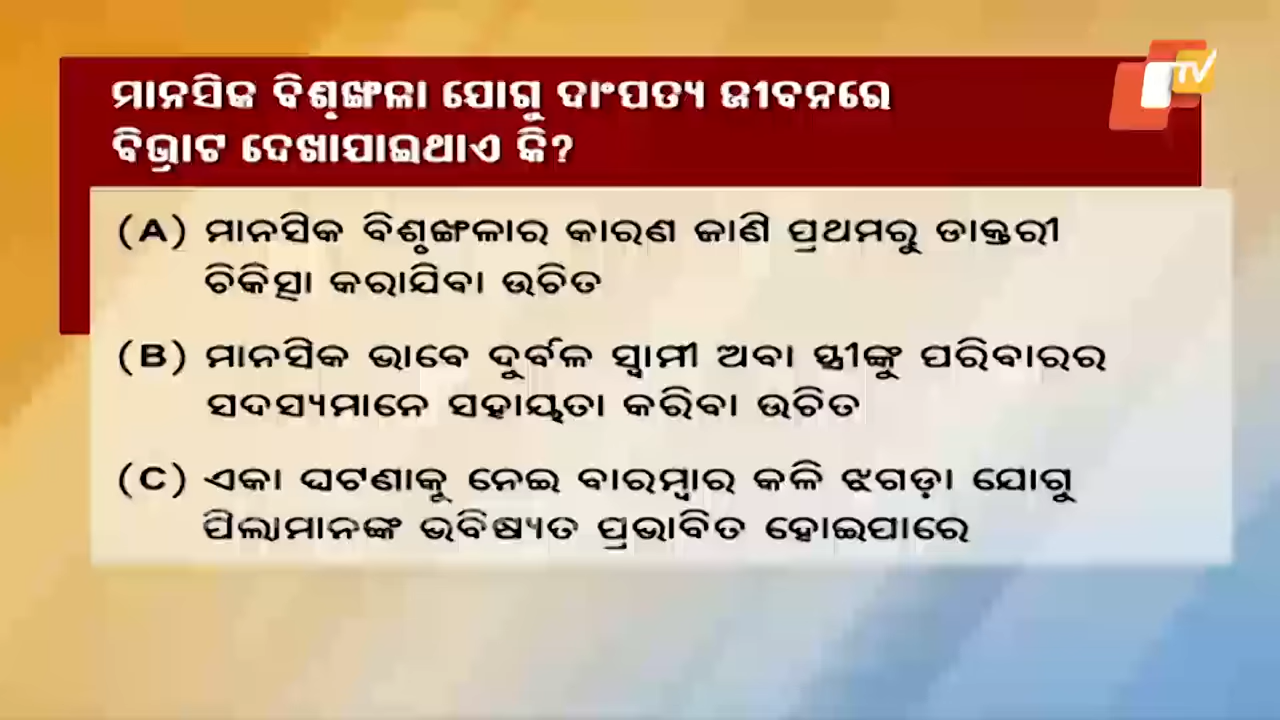 ମାନସିକ ବିଶୃଙ୍ଖଳା ଯୋଗୁ ଦାଂପତ୍ୟ ଜୀବନରେ
ବିଭ୍ରାଟ ଦେଖାଯାଇଥାଏ କି?
TV
(A) ମାନସିକ ବିଶୃଙ୍ଖଳାର କାରଣ ଜାଣି ପ୍ରଥମରୁ ଡାକ୍ତରୀ
ଚିକିତ୍ସା କରାଯିବା ଉଚିତ
(B) ମାନସିକ ଭାବେ ଦୁର୍ବଳ ସ୍ୱାମୀ ଅବା ସ୍ତ୍ରୀଙ୍କୁ ପରିବାରର
ସଦସ୍ୟମାନେ ସହାୟତା କରିବା ଉଚିତ
(C) ଏକା ଘଟଣାକୁ ନେଇ ବାରମ୍ବାର କଳି ଝଗଡ଼ା ଯୋଗୁ
ପିଲାମାନଙ୍କ ଭବିଷ୍ୟତ ପ୍ରଭାବିତ ହୋଇପାରେ